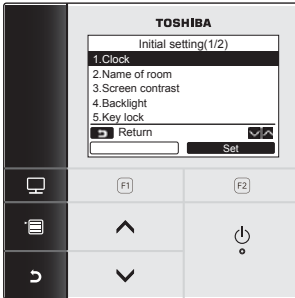 TOSHIBA
Initial setting(1/2)
1.Clock
2.Name of room
3.Screen contrast
4.Backlight
5.Key lock
Return
Set
F1
F2